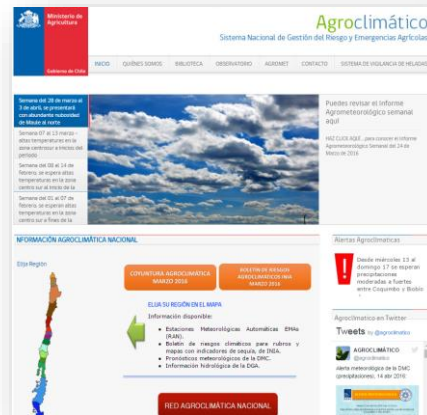 Ministerio de
Agricultura
Gobierno de Chile
Agroclimático
Sistema Nacional de Gestión del Riesgo y Emergencias Agrícolas
INICIO QUIÉNES SOMOS BIBLIOTECA OBSERVATORIO AGROMET CONTACTO SISTEMA DE VIGILANCIA DE HELADAS
Semana del 28 de marzo al
3 de abril, se presentará
con abundante nubosidad
de Maule al norte
Semana 07 al 13 marzo -
altas temperaturas en la
zona centrosur a inicios del
periodo
Semana del 08 al 14 de
febrero, se espera altas
temperaturas en la zona
centro sur al inicio de la
Semana del 01 al 07 de
febrero, se esperan altas
temperaturas en la zona
centro sur a fines de la
Puedes revisar el Informe
Agrometeorológico semanal
aquí
HAZ CLICK AQUÍ ...para conocer el Informe
Agrometeorológico Semanal del 24 de
Marzo de 2016
NFORMACIÓN AGROCLIMÁTICA NACIONAL
Elija Región
COYUNTURA AGROCLIMÁTICA
MARZO 2016
BOLETÍN DE RIESGOS
AGROCLIMÁTICOS INIA
MARZO 2016
ELIJA SU REGIÓN EN EL MAPA
Información disponible:
• Estaciones Meteorológicas Automáticas EMAs
(RAN).
• Boletín de riesgos climáticos para rubros y
mapas con indicadores de sequía, de INIA.
• Pronósticos meteorológicos de la DMC.
• Información hidrológica de la DGA.
RED AGROCLIMÁTICA NACIONAL
Alertas Agroclimaticas
Desde miércoles 13 al
domingo 17 se esperan
precipitaciones
moderadas a fuertes
entre Coquimbo y Biobío
Agroclimatico en Twitter
Tweets by @agroclimatico
AGROCLIMÁTICO
@agroclimatico
Alerta meteorológica de la DMC
(precipitaciones), 14 abr 2016: